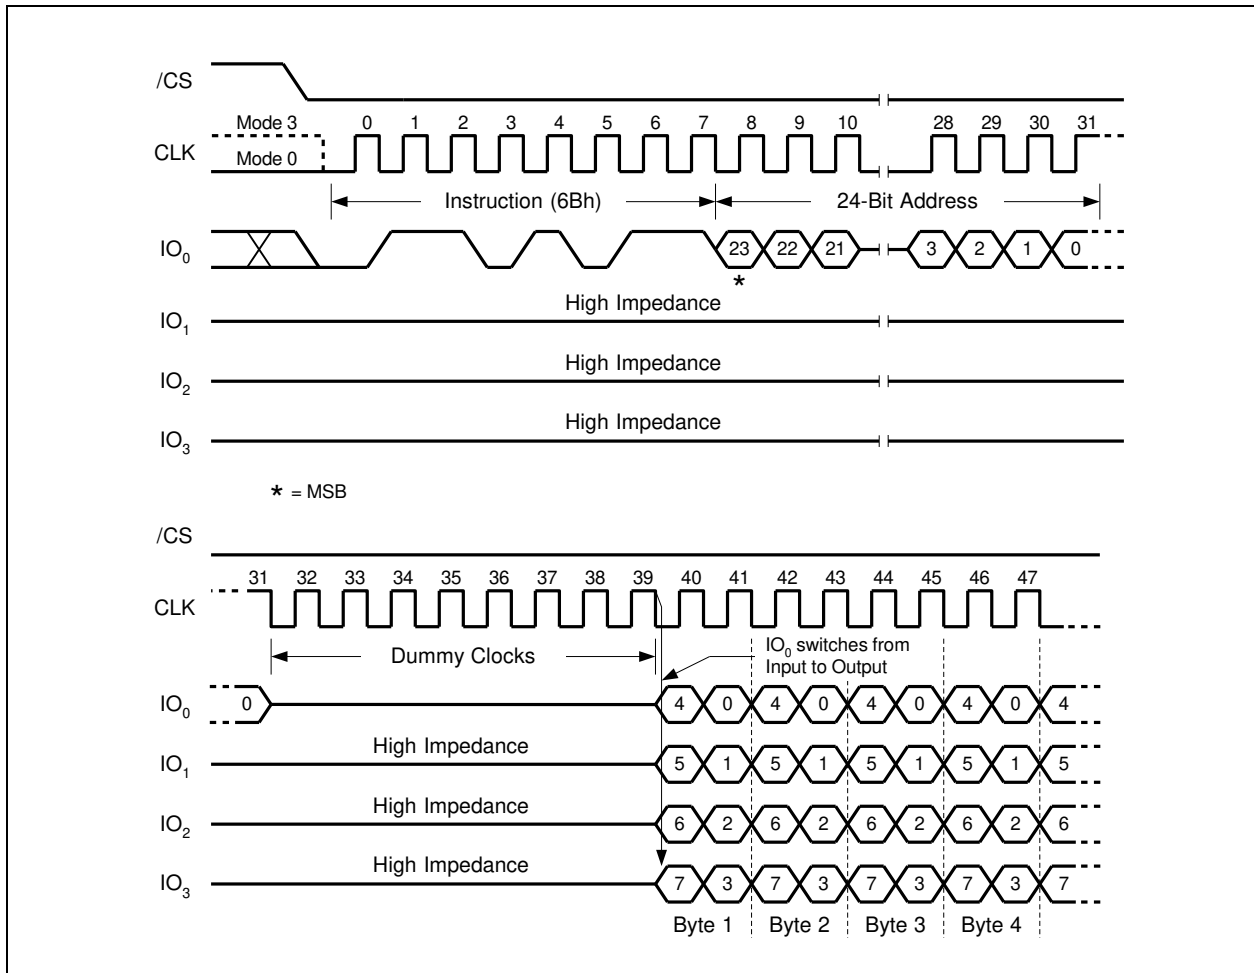 /CS
Mode 3 0 1 2 3 4 5 6 7 8 9 10 28 29 30 31
CLK Mode 0
Instruction (6Bh) 24-Bit Address
IO0 23 22 21 3 2 1 0
*
High Impedance
IO1
High Impedance
IO2
High Impedance
IO3
* = MSB
/CS
31 32 33 34 35 36 37 38 39 40 41 42 43 44 45 46 47
CLK
Dummy Clocks
IO0 switches from
Input to Output
IO0 0 4 0 4 0 4 0 4 0 4
High Impedance
IO1 5 1 5 1 5 1 5 1 5
High Impedance
IO2 6 2 6 2 6 2 6 2 6
High Impedance
IO3 7 3 7 3 7 3 7 3 7
Byte 1 Byte 2 Byte 3 Byte 4